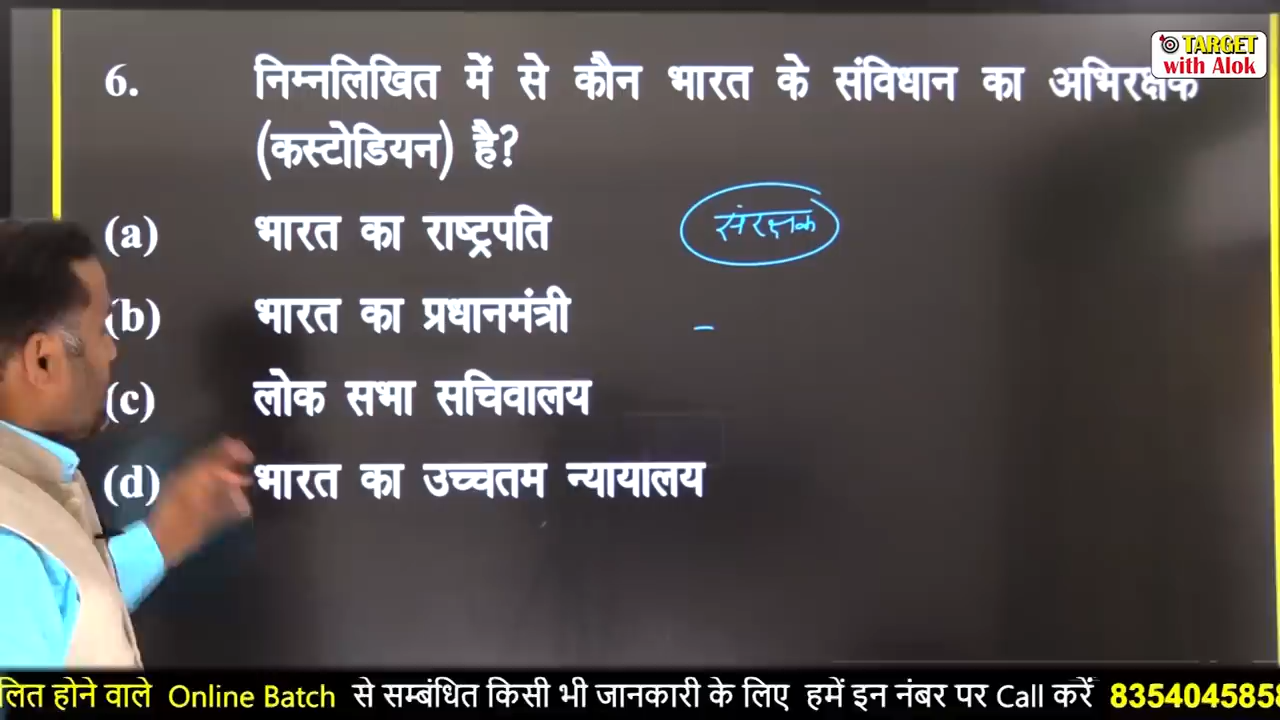 TARGET
with Alok
6. निम्नलिखित में से कौन भारत के संविधान का अभिरक्षक
(कस्टोडियन) है?
(a) भारत का राष्ट्रपति
संरक्षक
(b) भारत का प्रधानमंत्री
(c) लोक सभा सचिवालय
(d) भारत का उच्चतम न्यायालय
लित होने वाले Online Batch से सम्बंधित किसी भी जानकारी के लिए हमें इन नंबर पर Call करें 8354045858